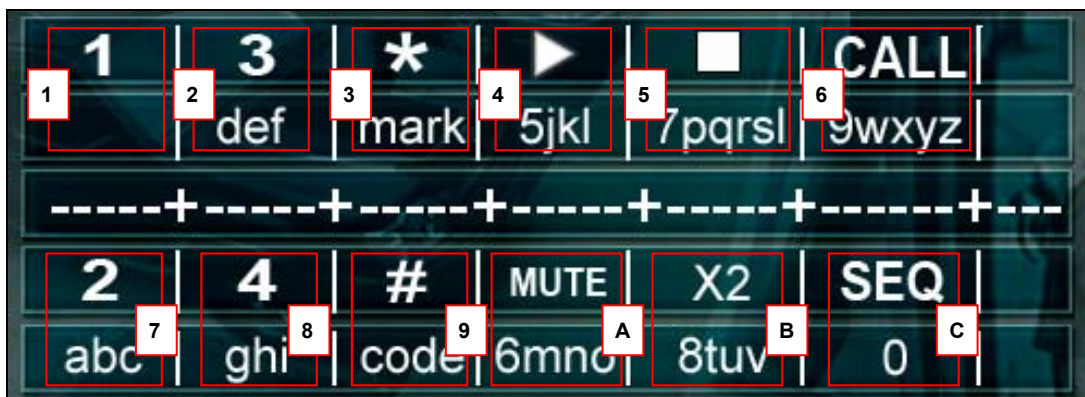 1 | 3 | * | ▶ | ■ | CALL |
1 2 3 4 5 6
| def | mark | 5jkl | 7pqrsl | 9wxyz |
-----+-----+-----+-----+-----+------+---
2 | 4 | # | MUTE | X2 | SEQ |
7 8 9 A B C
abc | ghi | code | 6mno | 8tuv | 0 |